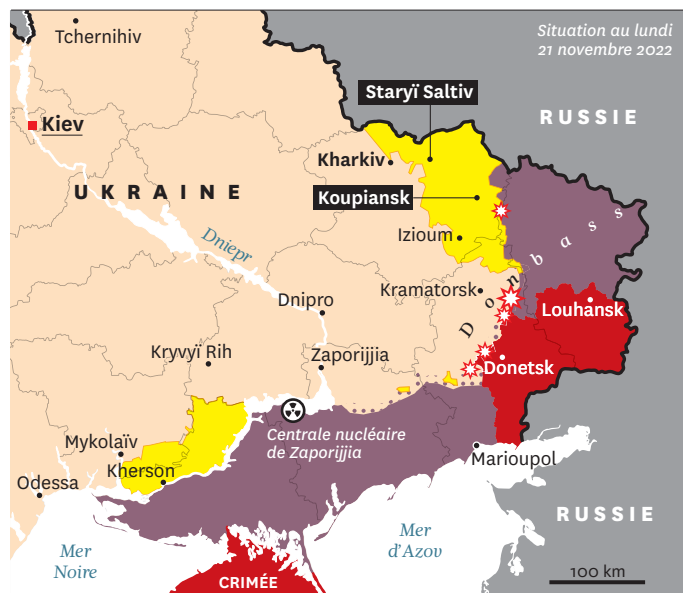 Situation au lundi
21 novembre 2022
Tchernihiv
Staryï Saltiv
RUSSIE
Kiev
Kharkiv
UKRAINE
Koupiansk
Dniepr
Izioum
Donbass
Kramatorsk
Dnipro
Louhansk
Kryvyï Rih
Zaporijjia
Donetsk
Centrale nucléaire
de Zaporijjia
Mykolaïv
Marioupol
Kherson
Odessa
RUSSIE
Mer
Noire
Mer
d'Azov
CRIMÉE
100 km